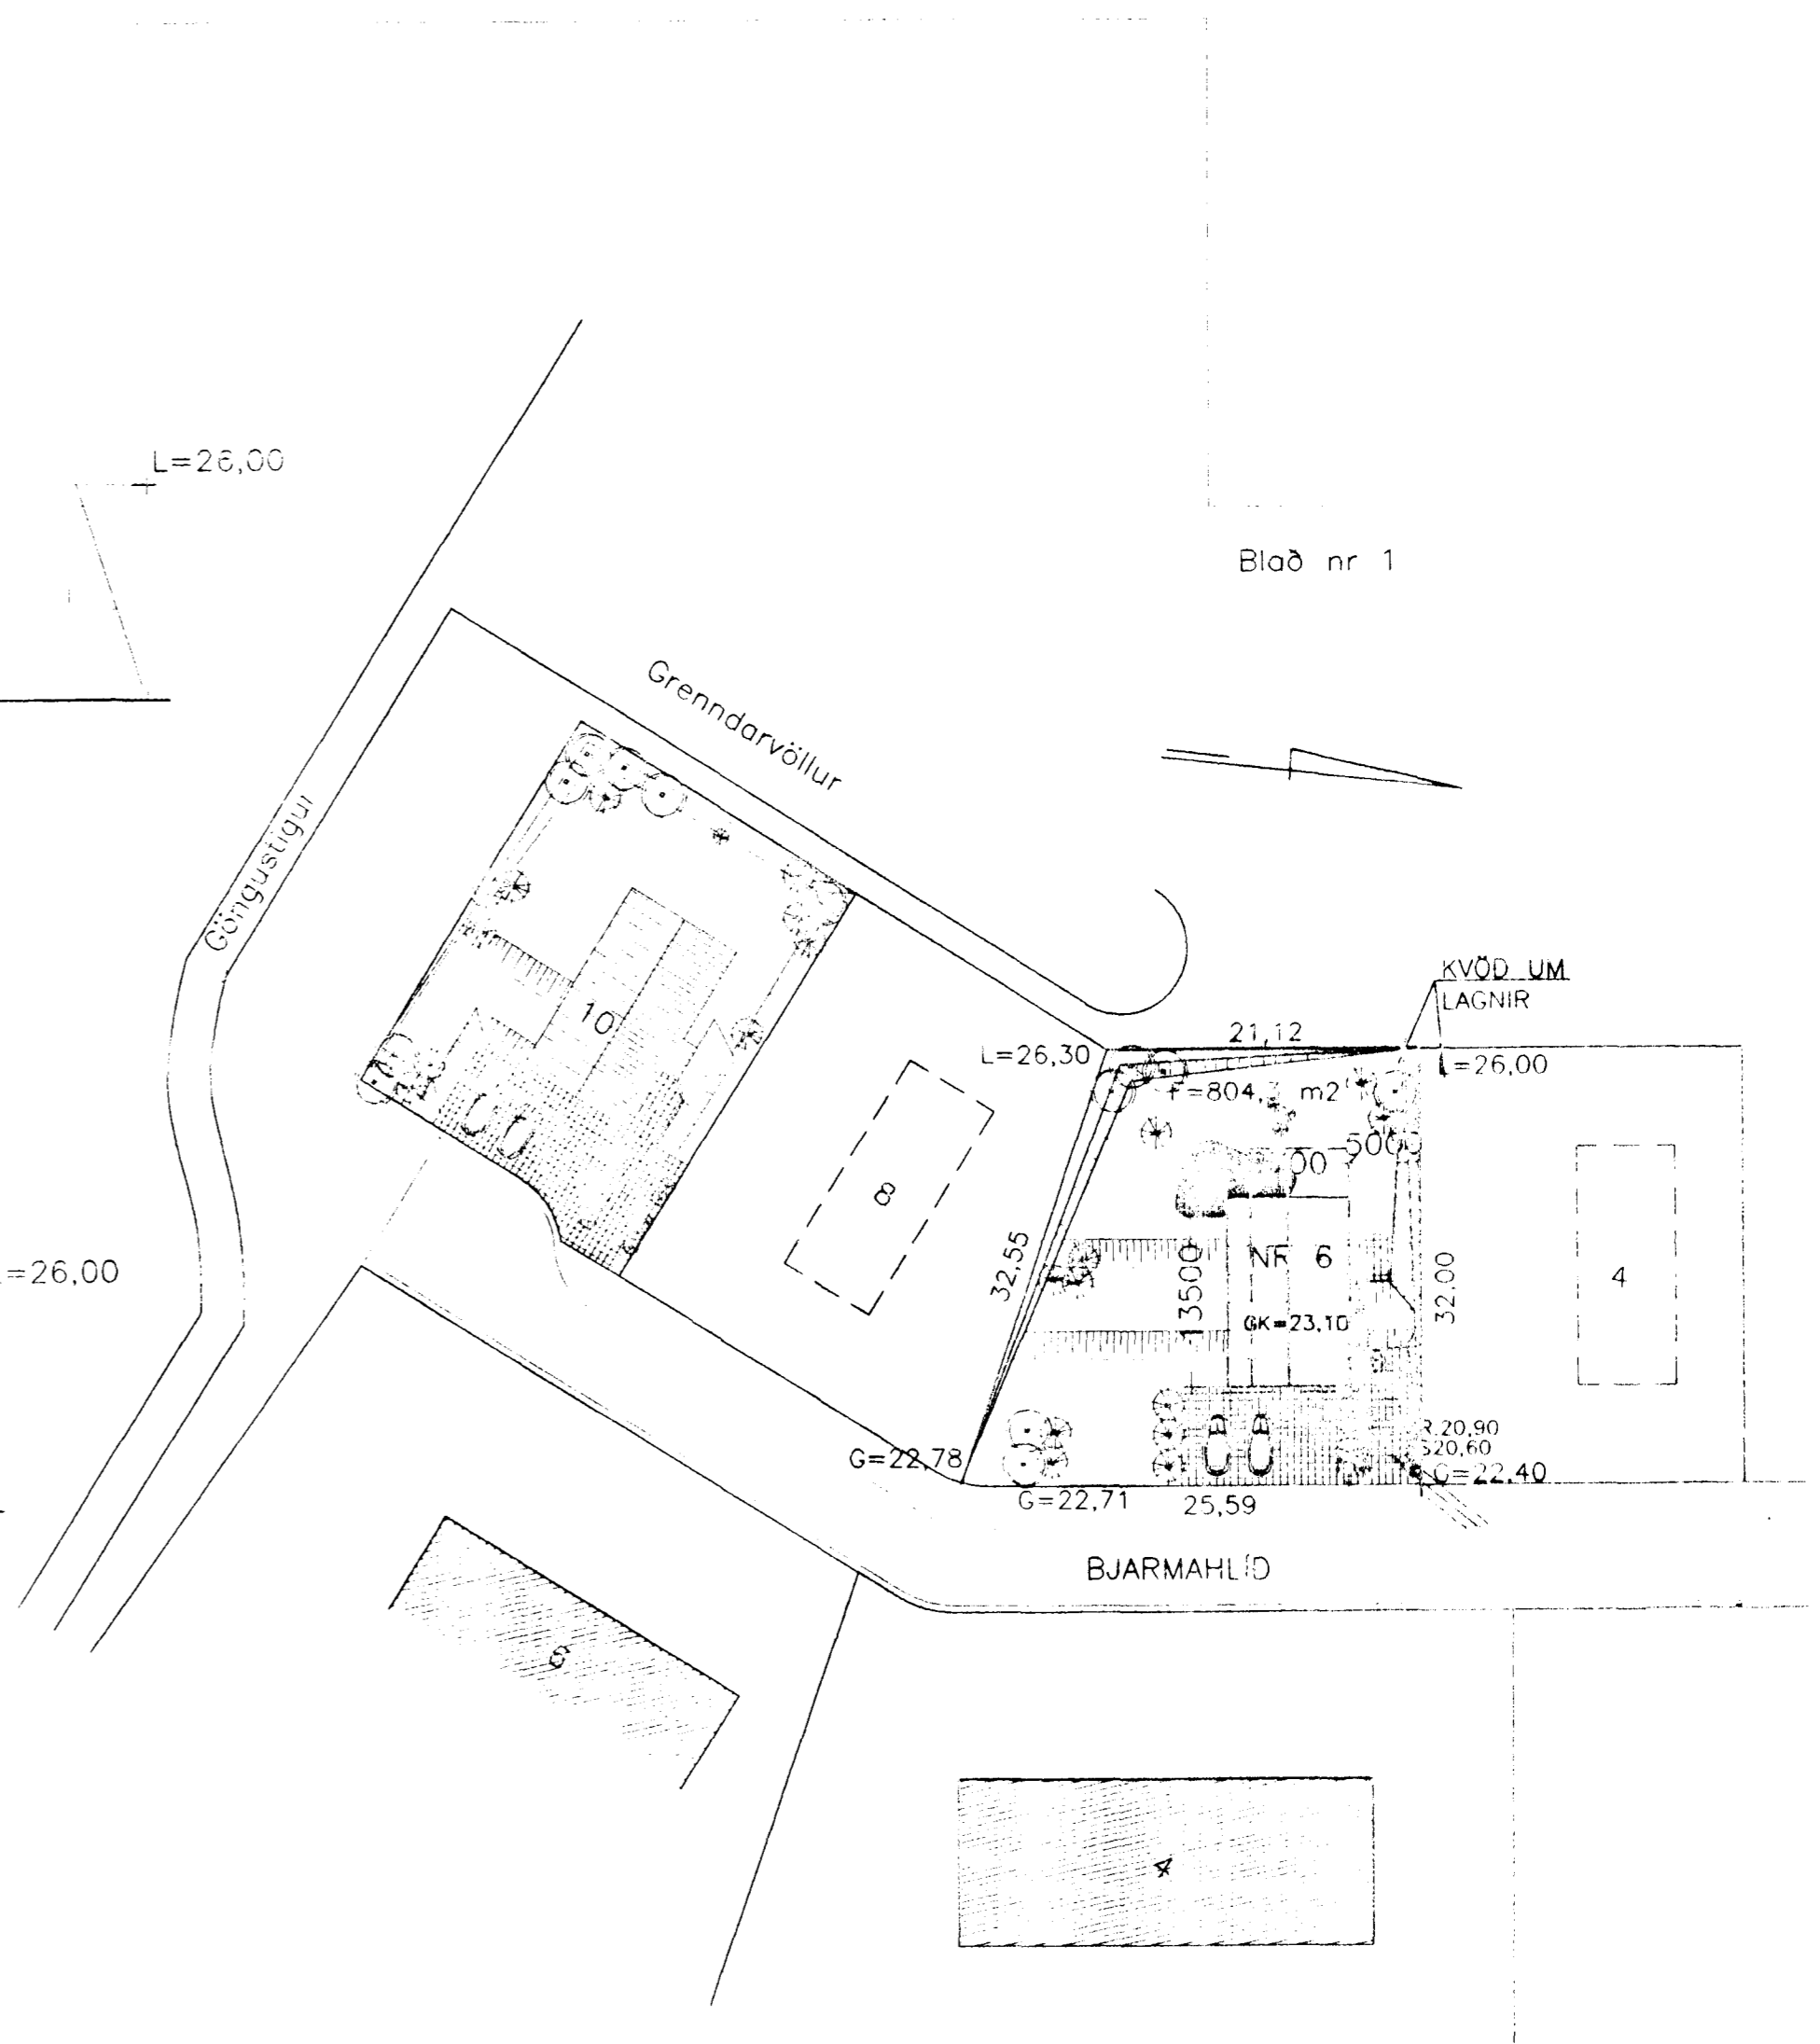 L=26,00
Blað nr 1
Grenndarvöllur
Göngustigur
KVÖÐ UM
LAGNIR
21,12
L=26,30
L=26,00
F=804,3 m2
10
5000
8
32,55
13500
NR 6
32.00
=26,00
4
GK=23,10
R.20,90
S20,60
G=22,78
G=22,40
G=22,71
25,59
BJARMAHLÍÐ
6
4